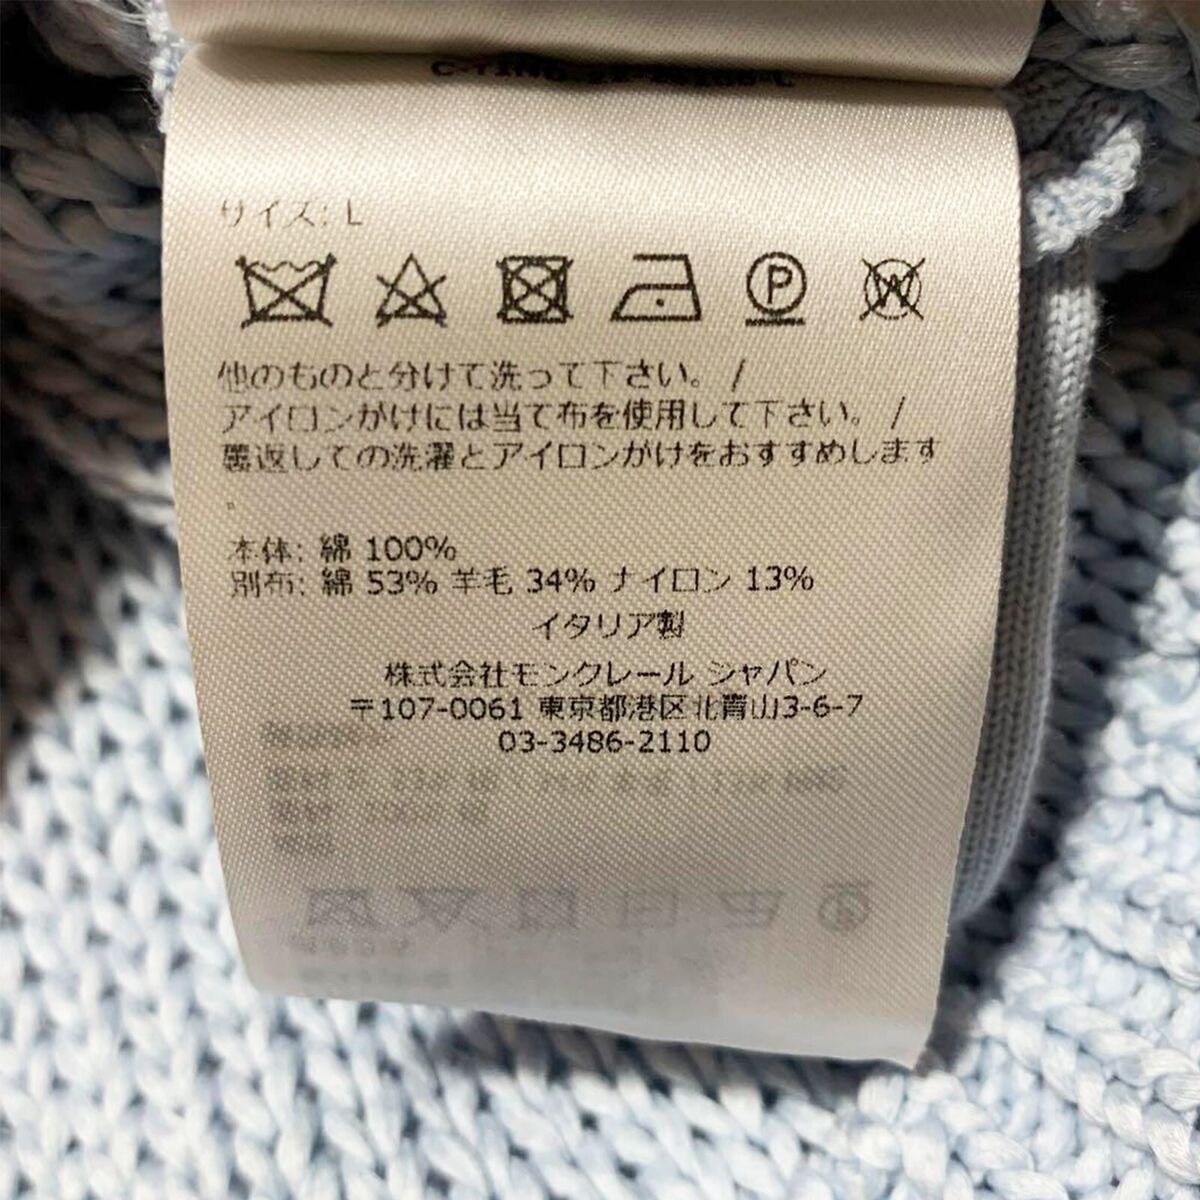 サイズ: L
P W
他のものと分けて洗って下さい。 /
アイロンがけには当て布を使用して下さい。 /
裏返しての洗濯とアイロンがけをおすすめします
。
本体: 綿 100%
別布: 綿 53% 羊毛 34% ナイロン 13%
イタリア製
株式会社モンクレール ジャパン
〒107-0061 東京都港区北青山3-6-7
03-3486-2110